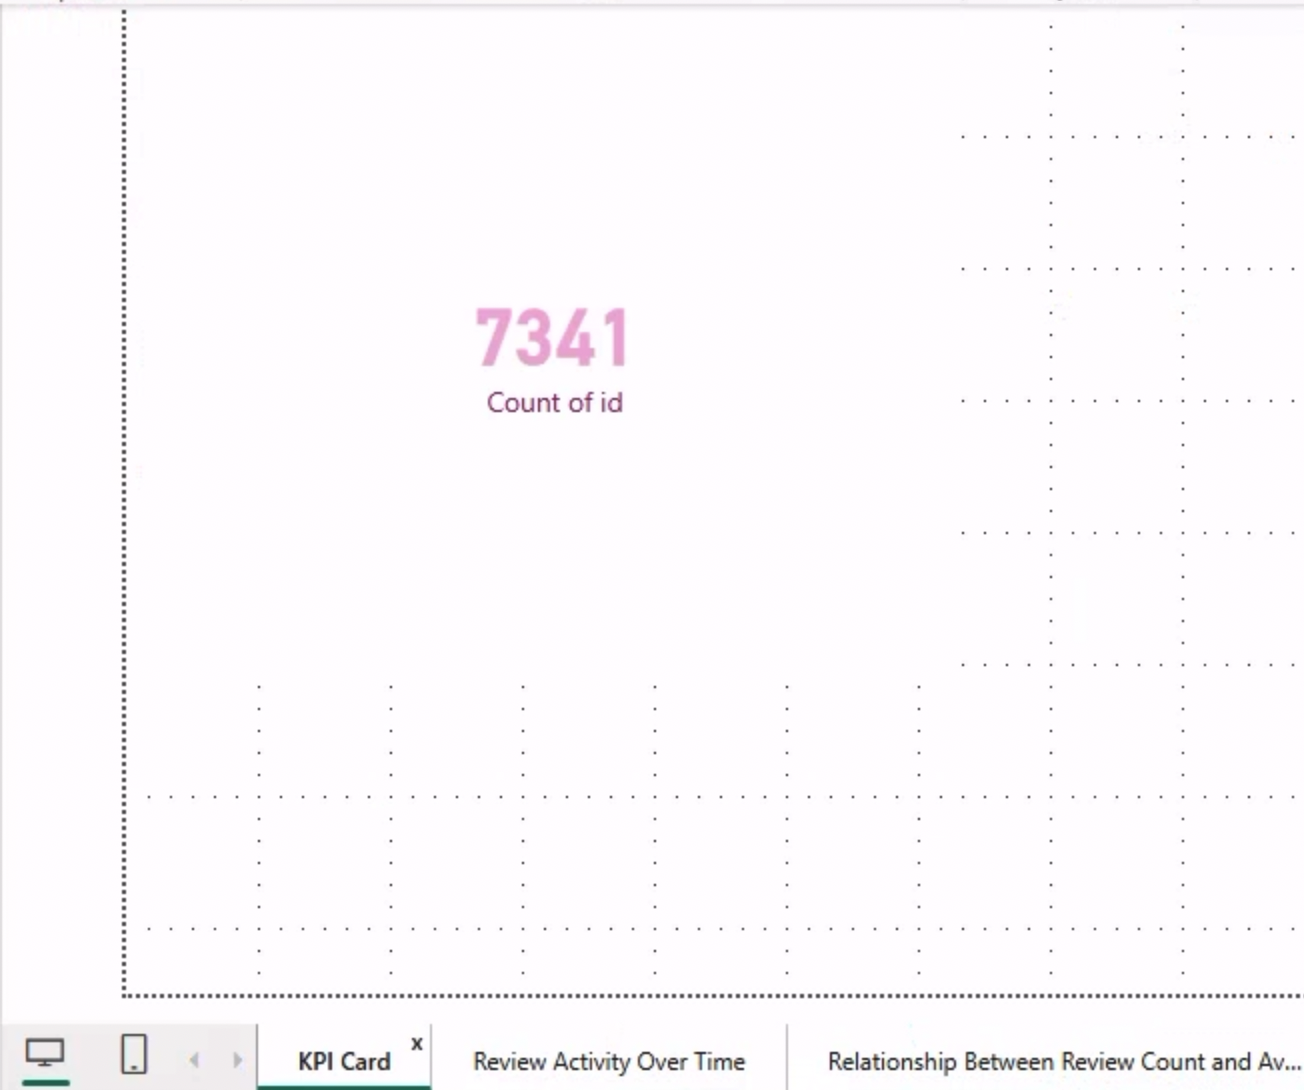 7341
Count of id
KPI Card x
Review Activity Over Time
Relationship Between Review Count and Av...